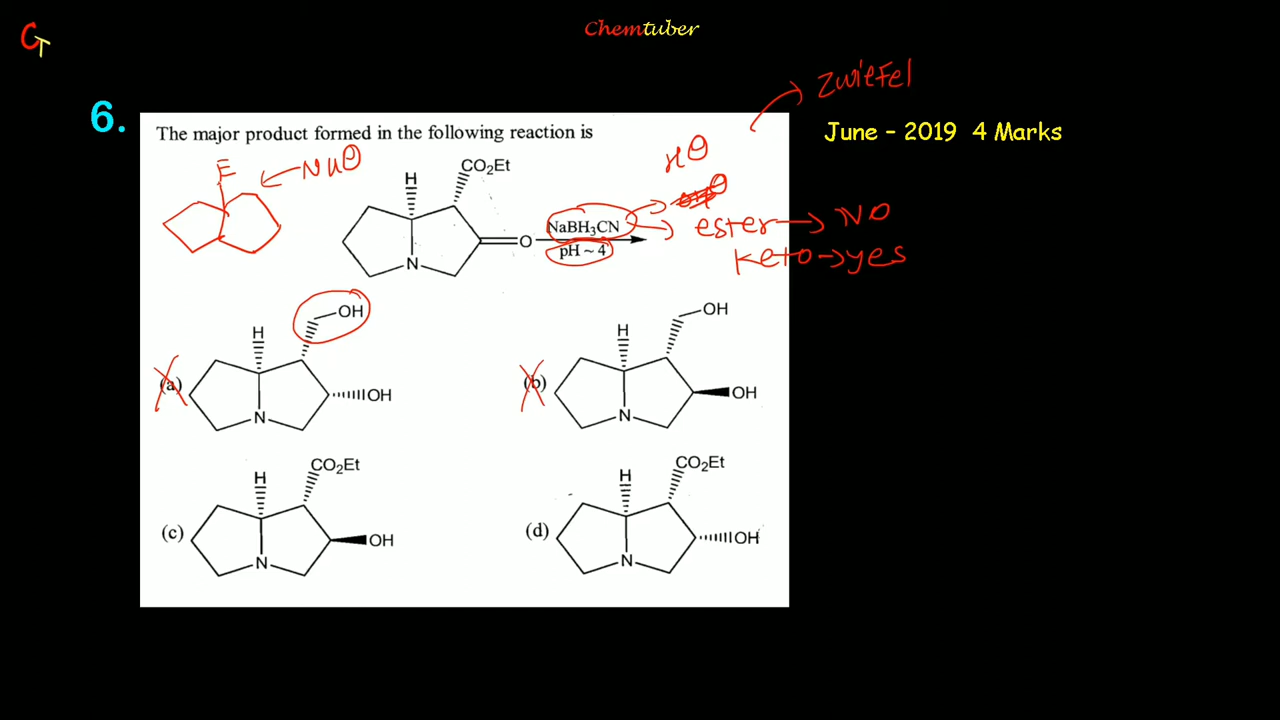 CT
Chemtuber
zwiefel
6.
June – 2019 4 Marks
The major product formed in the following reaction is
E
Nu⊖
H
CO2Et
H⊖
NaBH3CN
ester → NO
O
pH ~ 4
keto → yes
N
H
OH
(a)
OH
N
H
OH
(b)
OH
N
H
CO2Et
(c)
OH
N
H
CO2Et
(d)
OH
N